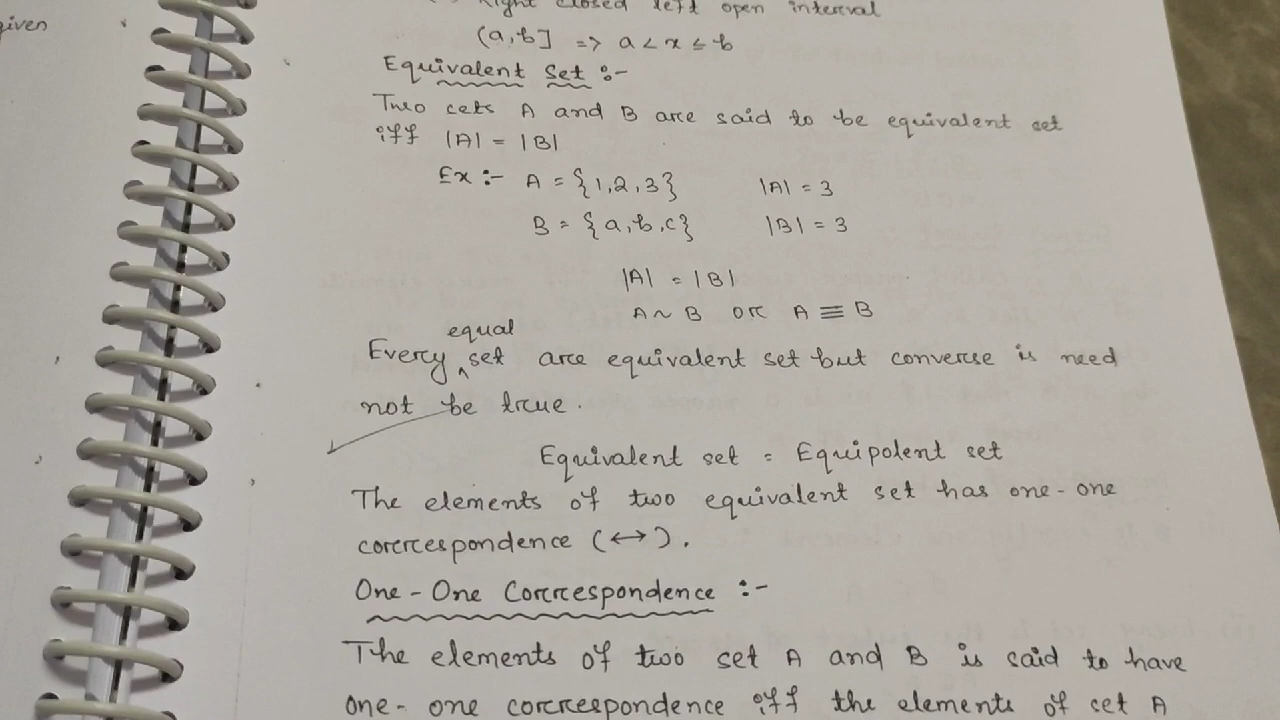 given
Right closed left open interval
(a,b] => a < x ≤ b
Equivalent Set :-
Two sets A and B are said to be equivalent set
iff |A| = |B|
Ex :- A = {1,2,3} |A| = 3
B = {a,b,c} |B| = 3
|A| = |B|
A ~ B or A ≡ B
equal
Every ^ set are equivalent set but converse is need
not be true.
Equivalent set = Equipolent set
The elements of two equivalent set has one-one
correspondence (↔).
One-One Correspondence :-
The elements of two set A and B is said to have
one-one correspondence iff the elements of set A